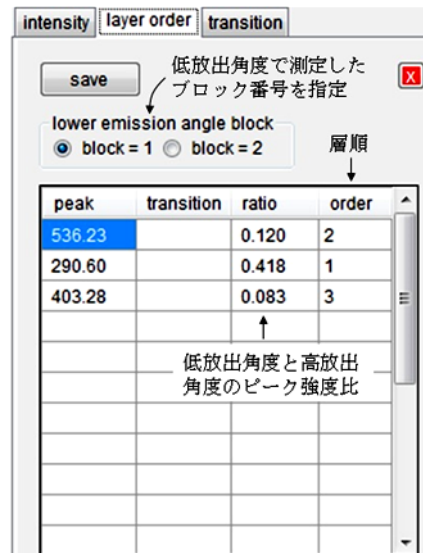 intensity layer order transition
save
低放出角度で測定した
ブロック番号を指定
X
lower emission angle block
block = 1 block = 2
層順
peak transition ratio order
536.23 0.120 2
290.60 0.418 1
403.28 0.083 3
低放出角度と高放出
角度のピーク強度比